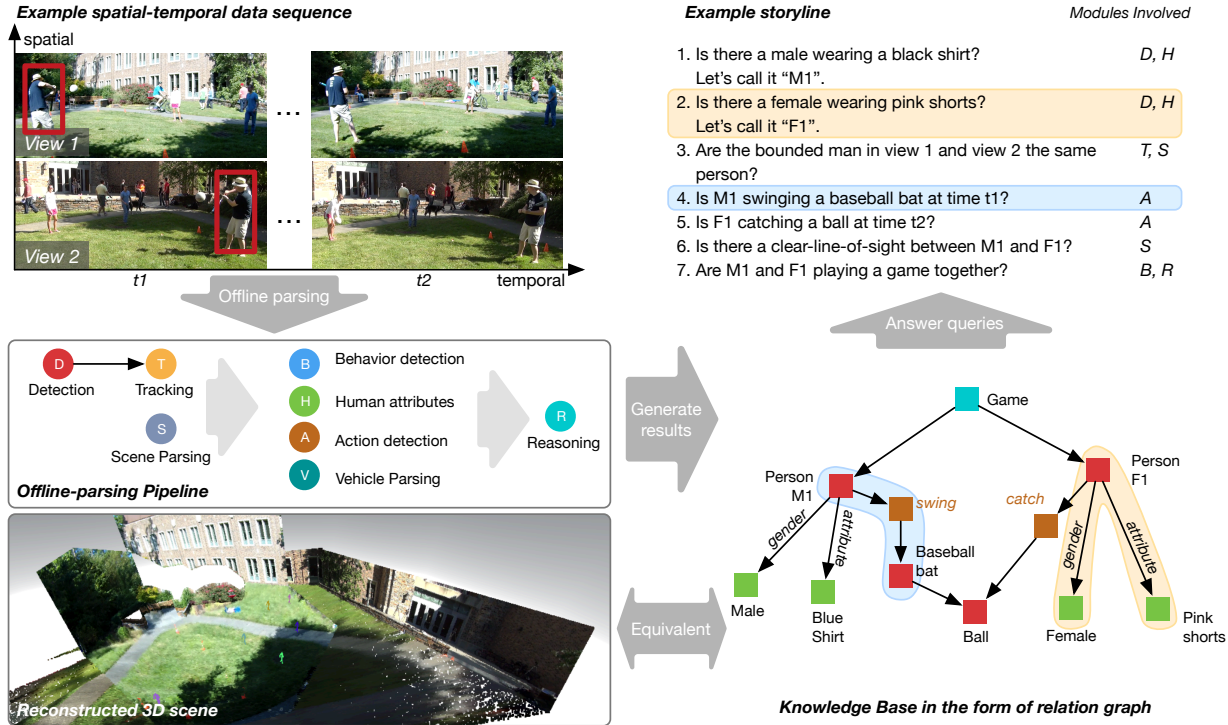 Example spatial-temporal data sequence
spatial
View 1
...
View 2
...
t1
t2
temporal
Offline parsing
Example storyline
Modules Involved
1. Is there a male wearing a black shirt?
D, H
Let's call it “M1”.
2. Is there a female wearing pink shorts?
D, H
Let's call it “F1”.
3. Are the bounded man in view 1 and view 2 the same
T, S
person?
4. Is M1 swinging a baseball bat at time t1?
A
5. Is F1 catching a ball at time t2?
A
6. Is there a clear-line-of-sight between M1 and F1?
S
7. Are M1 and F1 playing a game together?
B, R
Answer queries
D
Detection
T
Tracking
S
Scene Parsing
B
Behavior detection
H
Human attributes
A
Action detection
V
Vehicle Parsing
R
Reasoning
Offline-parsing Pipeline
Generate
results
Reconstructed 3D scene
Equivalent
Game
Person
M1
Person
F1
swing
catch
gender
attribute
gender
attribute
Baseball
bat
Male
Blue
Shirt
Ball
Female
Pink
shorts
Knowledge Base in the form of relation graph